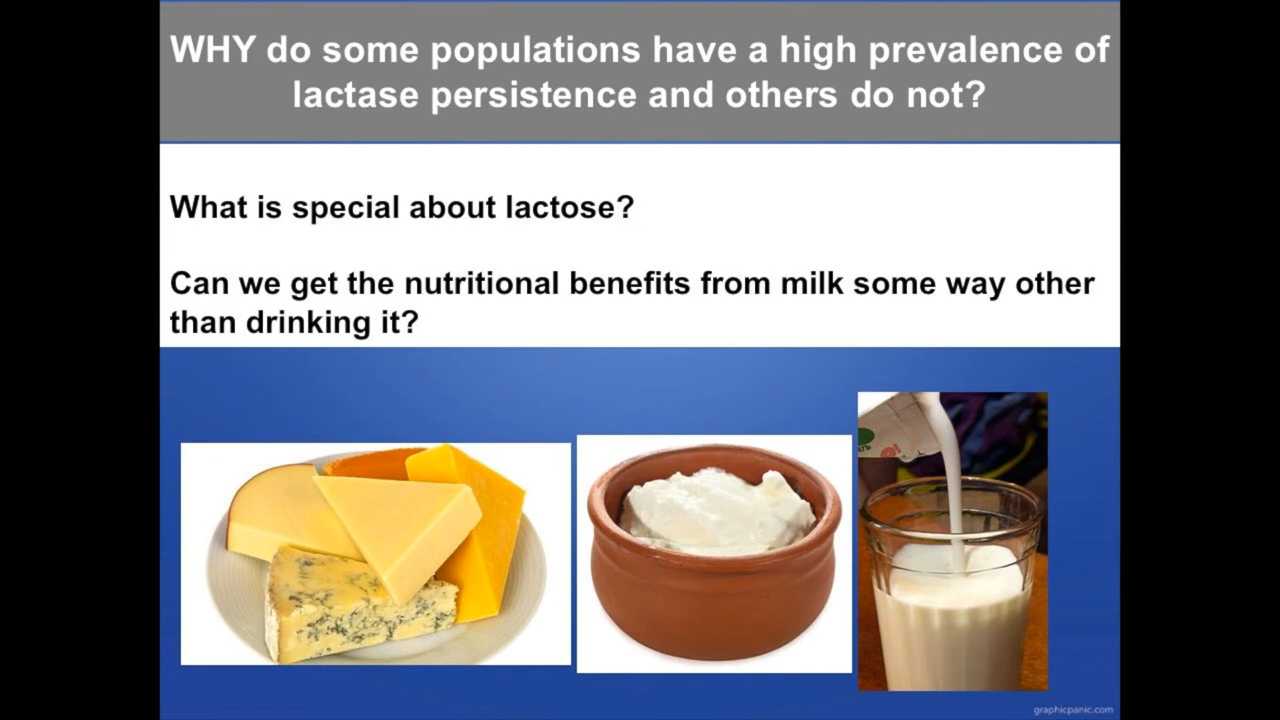 WHY do some populations have a high prevalence of
lactase persistence and others do not?
What is special about lactose?
Can we get the nutritional benefits from milk some way other
than drinking it?
graphicpanic.com